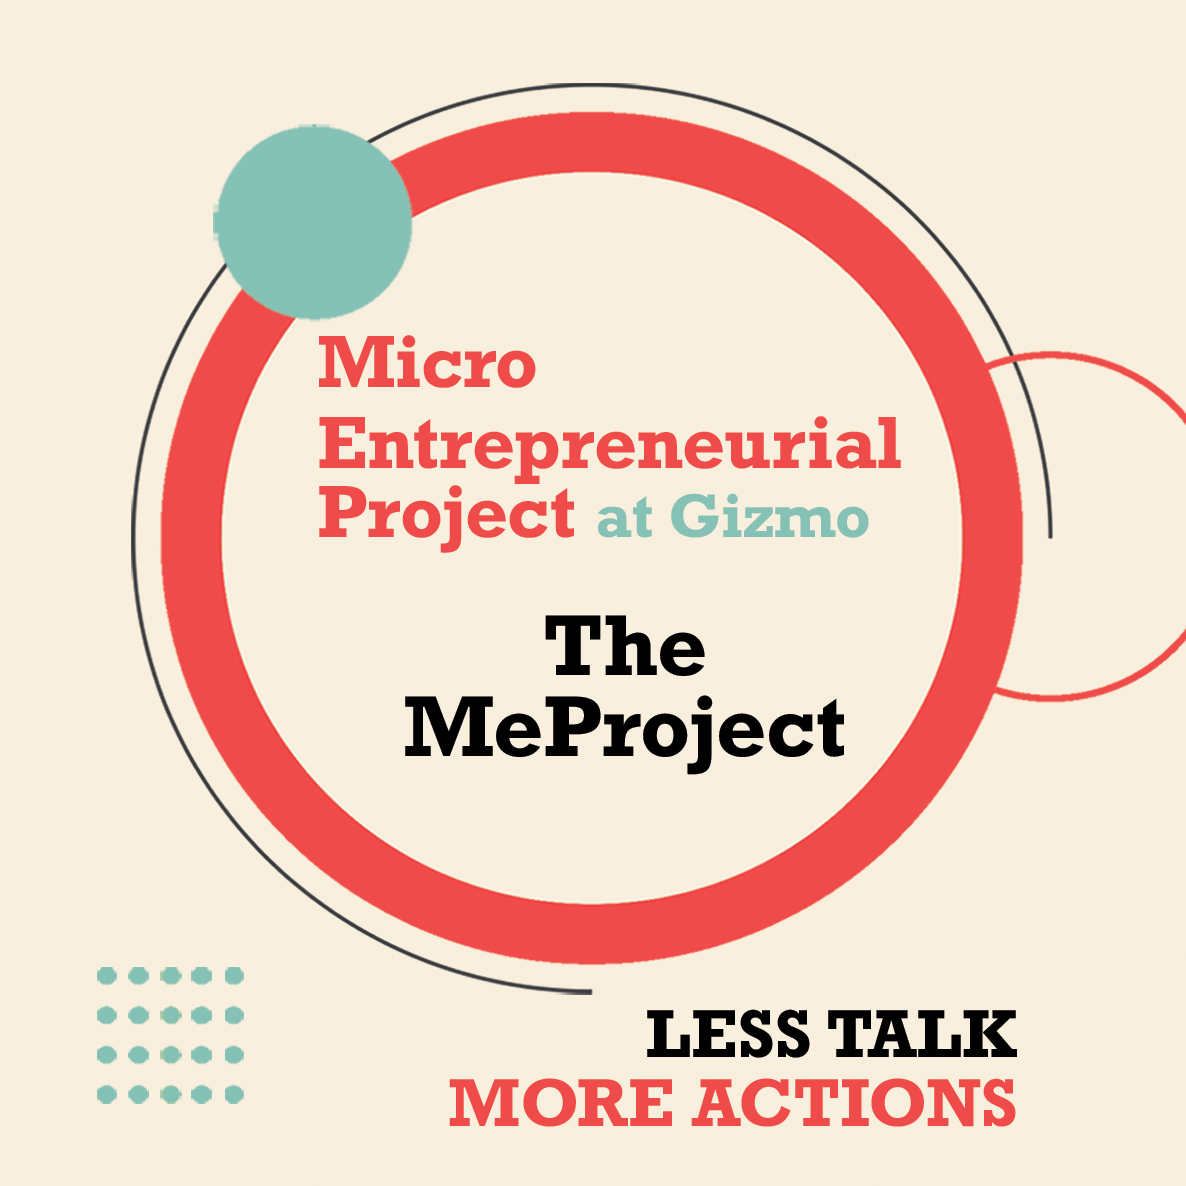 Micro
Entrepreneurial
Project at Gizmo
The
MeProject
LESS TALK
MORE ACTIONS